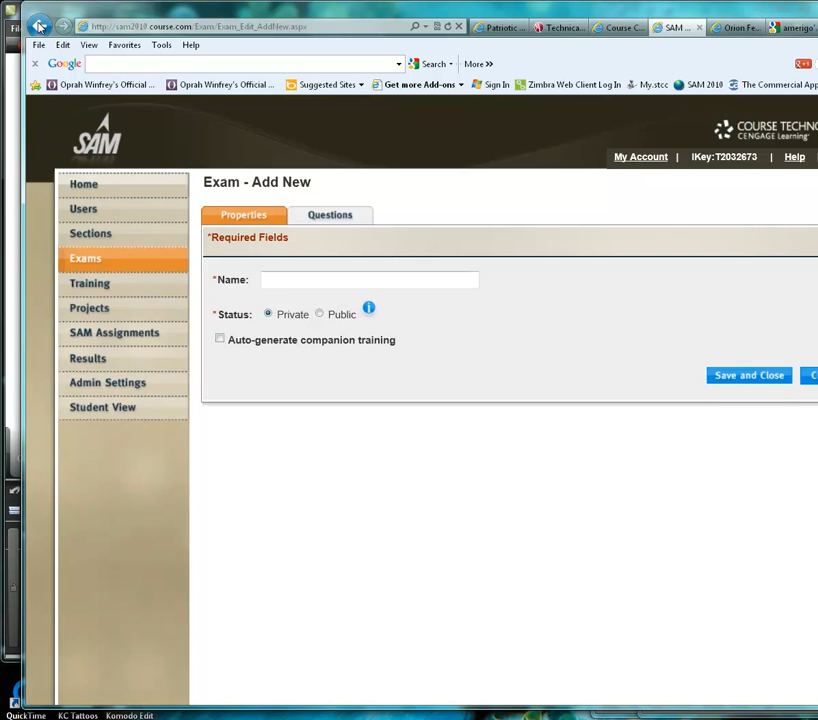 http://sam2010.course.com/Exam/Exam_Edit_AddNew.aspx
Patriotic ...
Technica...
Course C...
SAM ...
Orion Fe...
amerigo'
File Edit View Favorites Tools Help
Google Search More >>
Oprah Winfrey's Official ... Oprah Winfrey's Official ... Suggested Sites Get more Add-ons Sign In Zimbra Web Client Log In My.stcc SAM 2010 The Commercial App
SAM
COURSE TECHNO
CENGAGE Learning
My Account | IKey:T2032673 | Help
Home
Users
Sections
Exams
Training
Projects
SAM Assignments
Results
Admin Settings
Student View
Exam - Add New
Properties Questions
*Required Fields
*Name:
*Status: Private Public
Auto-generate companion training
Save and Close C
QuickTime KC Tattoos Komodo Edit